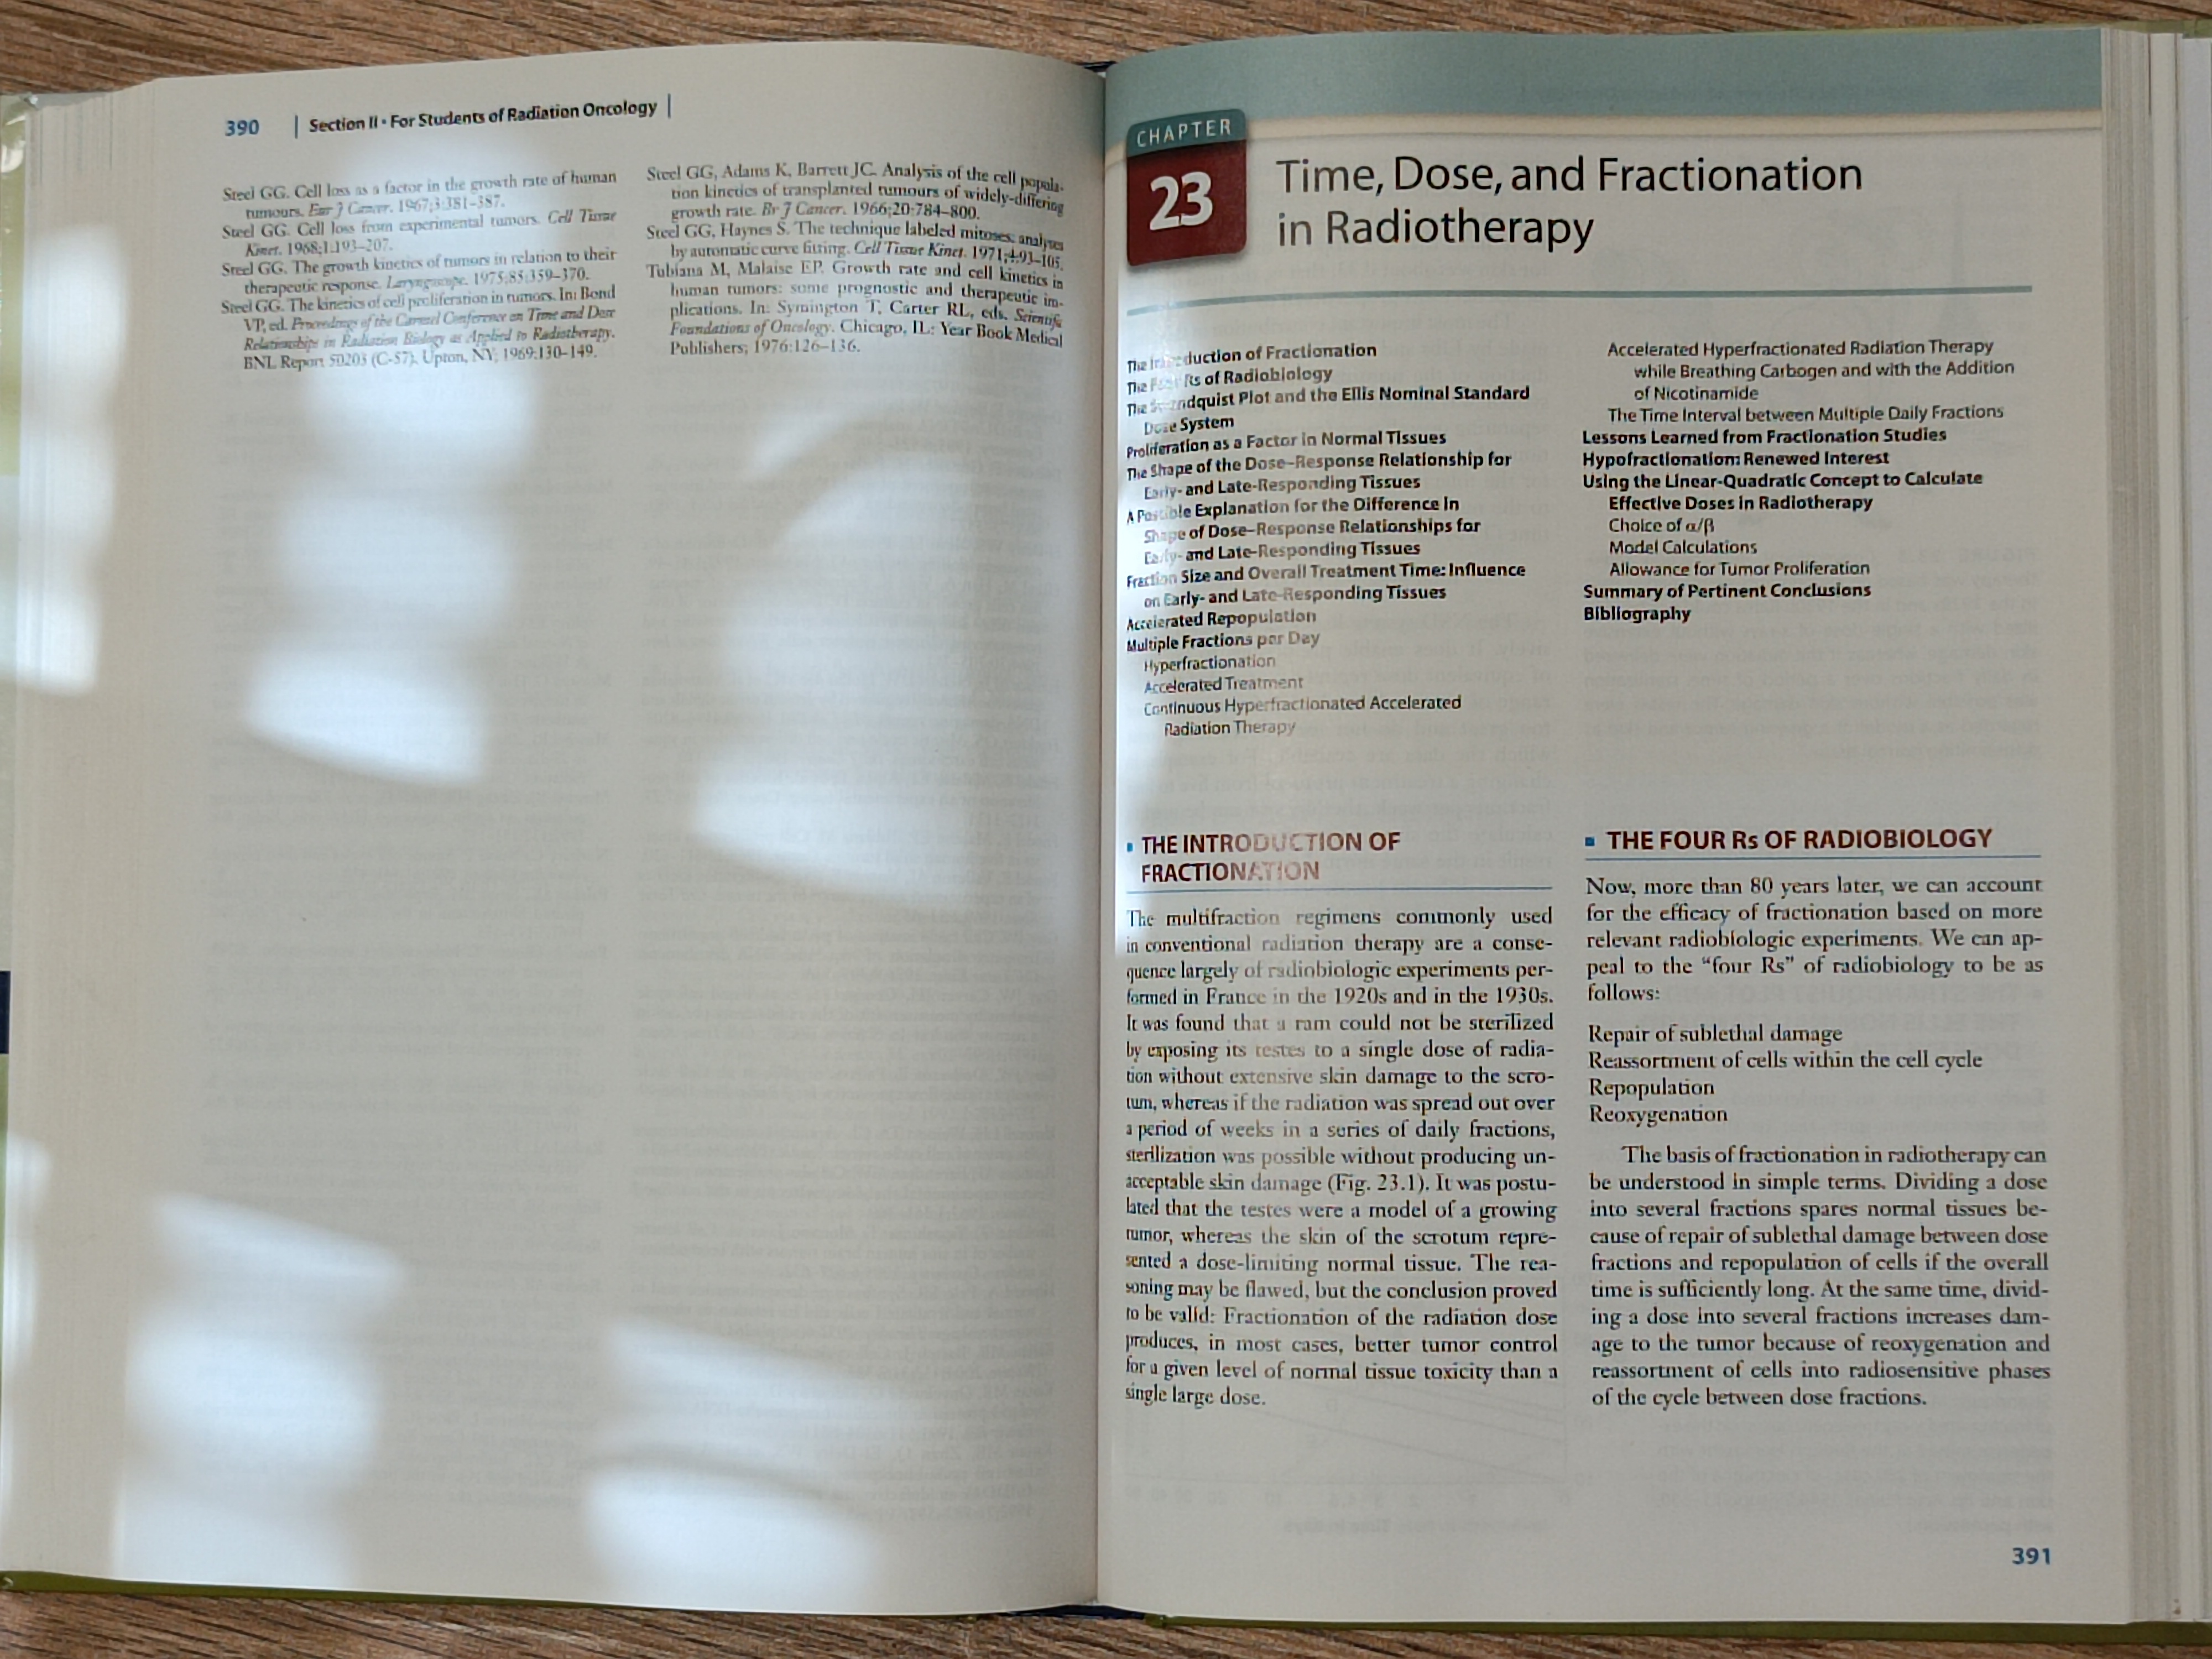 390 | Section II • For Students of Radiation Oncology |
Steel GG. Cell loss as a factor in the growth rate of human
tumours. Eur J Cancer. 1967;3:381–387.
Steel GG. Cell loss from experimental tumors. Cell Tissue
Kinet. 1968;1:193–207.
Steel GG. The growth kinetics of tumors in relation to their
therapeutic response. Laryngoscope. 1975;85:359–370.
Steel GG. The kinetics of cell proliferation in tumors. In: Bond
VP, ed. Proceedings of the Carmel Conference on Time and Dose
Relationships in Radiation Biology as Applied to Radiotherapy.
BNL Report 50203 (C-57), Upton, NY; 1969:130–149.
Steel GG, Adams K, Barrett JC. Analysis of the cell popula-
tion kinetics of transplanted tumours of widely-differing
growth rate. Br J Cancer. 1966;20:784–800.
Steel GG, Haynes S. The technique labeled mitoses: analyses
by automatic curve fitting. Cell Tissue Kinet. 1971;4:93–105.
Tubiana M, Malaise EP. Growth rate and cell kinetics in
human tumors: some prognostic and therapeutic im-
plications. In: Symington T, Carter RL, eds. Scientific
Foundations of Oncology. Chicago, IL: Year Book Medical
Publishers; 1976:126–136.
CHAPTER
23
Time, Dose, and Fractionation
in Radiotherapy
The Introduction of Fractionation
The Four Rs of Radiobiology
The Strandquist Plot and the Ellis Nominal Standard
Dose System
Proliferation as a Factor in Normal Tissues
The Shape of the Dose–Response Relationship for
Early- and Late-Responding Tissues
A Possible Explanation for the Difference in
Shape of Dose–Response Relationships for
Early- and Late-Responding Tissues
Fraction Size and Overall Treatment Time: Influence
on Early- and Late-Responding Tissues
Accelerated Repopulation
Multiple Fractions per Day
Hyperfractionation
Accelerated Treatment
Continuous Hyperfractionated Accelerated
Radiation Therapy
Accelerated Hyperfractionated Radiation Therapy
while Breathing Carbogen and with the Addition
of Nicotinamide
The Time Interval between Multiple Daily Fractions
Lessons Learned from Fractionation Studies
Hypofractionation: Renewed Interest
Using the Linear-Quadratic Concept to Calculate
Effective Doses in Radiotherapy
Choice of α/β
Model Calculations
Allowance for Tumor Proliferation
Summary of Pertinent Conclusions
Bibliography
▪ THE INTRODUCTION OF
FRACTIONATION
The multifraction regimens commonly used
in conventional radiation therapy are a conse-
quence largely of radiobiologic experiments per-
formed in France in the 1920s and in the 1930s.
It was found that a ram could not be sterilized
by exposing its testes to a single dose of radia-
tion without extensive skin damage to the scro-
tum, whereas if the radiation was spread out over
a period of weeks in a series of daily fractions,
sterilization was possible without producing un-
acceptable skin damage (Fig. 23.1). It was postu-
lated that the testes were a model of a growing
tumor, whereas the skin of the scrotum repre-
sented a dose-limiting normal tissue. The rea-
soning may be flawed, but the conclusion proved
to be valid: Fractionation of the radiation dose
produces, in most cases, better tumor control
for a given level of normal tissue toxicity than a
single large dose.
▪ THE FOUR Rs OF RADIOBIOLOGY
Now, more than 80 years later, we can account
for the efficacy of fractionation based on more
relevant radiobiologic experiments. We can ap-
peal to the “four Rs” of radiobiology to be as
follows:
Repair of sublethal damage
Reassortment of cells within the cell cycle
Repopulation
Reoxygenation
The basis of fractionation in radiotherapy can
be understood in simple terms. Dividing a dose
into several fractions spares normal tissues be-
cause of repair of sublethal damage between dose
fractions and repopulation of cells if the overall
time is sufficiently long. At the same time, divid-
ing a dose into several fractions increases dam-
age to the tumor because of reoxygenation and
reassortment of cells into radiosensitive phases
of the cycle between dose fractions.
391